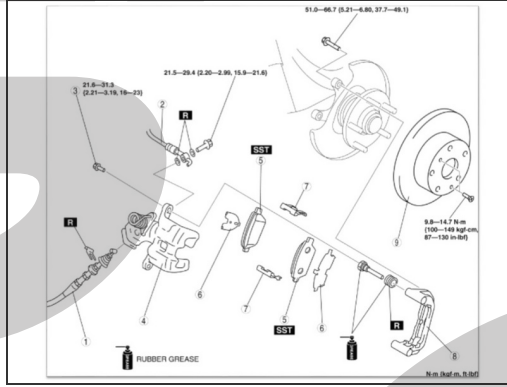 51.0—66.7 (5.21—6.80, 37.7—49.1)
21.5—29.4 (2.20—2.99, 15.9—21.6)
21.6—31.3
(2.21—3.19, 16—23)
3
2
R
SST
5
7
R
9
9.8—14.7 N·m
(100—149 kgf·cm,
87—130 in·lbf)
6
7
5
SST
6
R
1
4
8
RUBBER GREASE
N·m (kgf·m, ft·lbf)